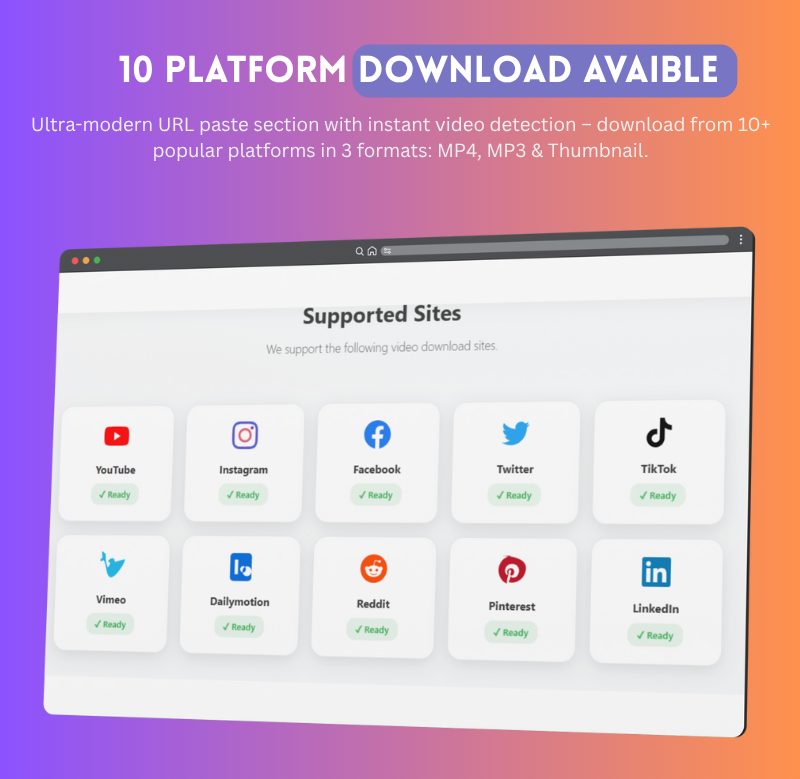 10 PLATFORM DOWNLOAD AVAIBLE
Ultra-modern URL paste section with instant video detection – download from 10+
popular platforms in 3 formats: MP4, MP3 & Thumbnail.
Supported Sites
We support the following video download sites.
YouTube
✓ Ready
Instagram
✓ Ready
Facebook
✓ Ready
Twitter
✓ Ready
TikTok
✓ Ready
Vimeo
✓ Ready
Dailymotion
✓ Ready
Reddit
✓ Ready
Pinterest
✓ Ready
LinkedIn
✓ Ready